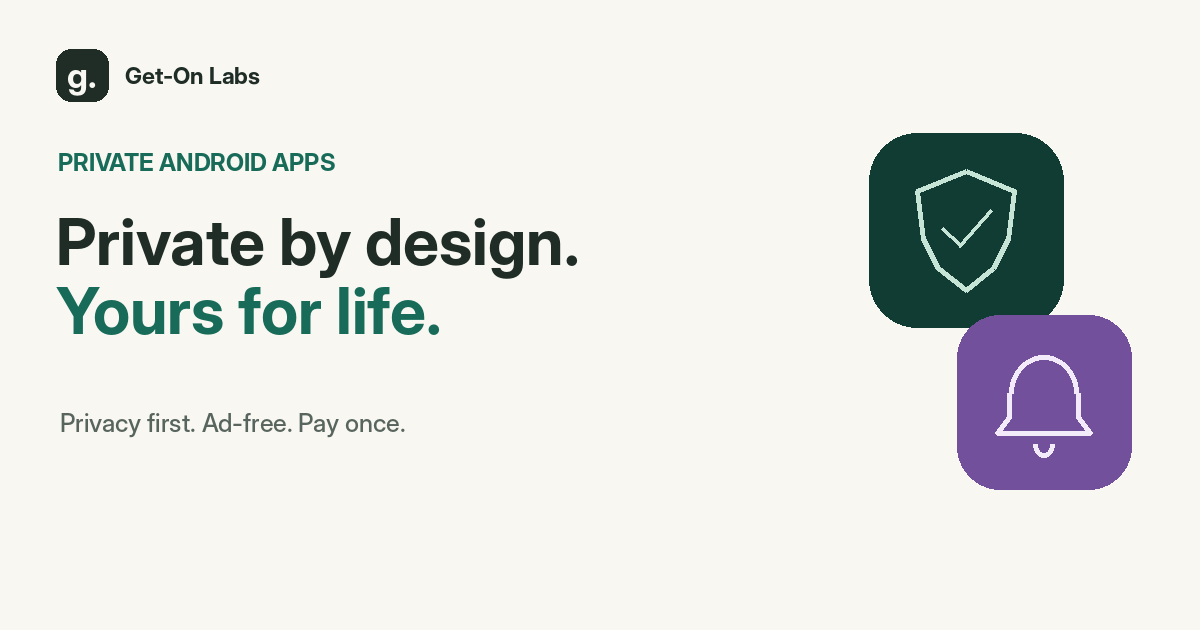 g.
Get-On Labs
PRIVATE ANDROID APPS
Private by design.
Yours for life.
Privacy first. Ad-free. Pay once.